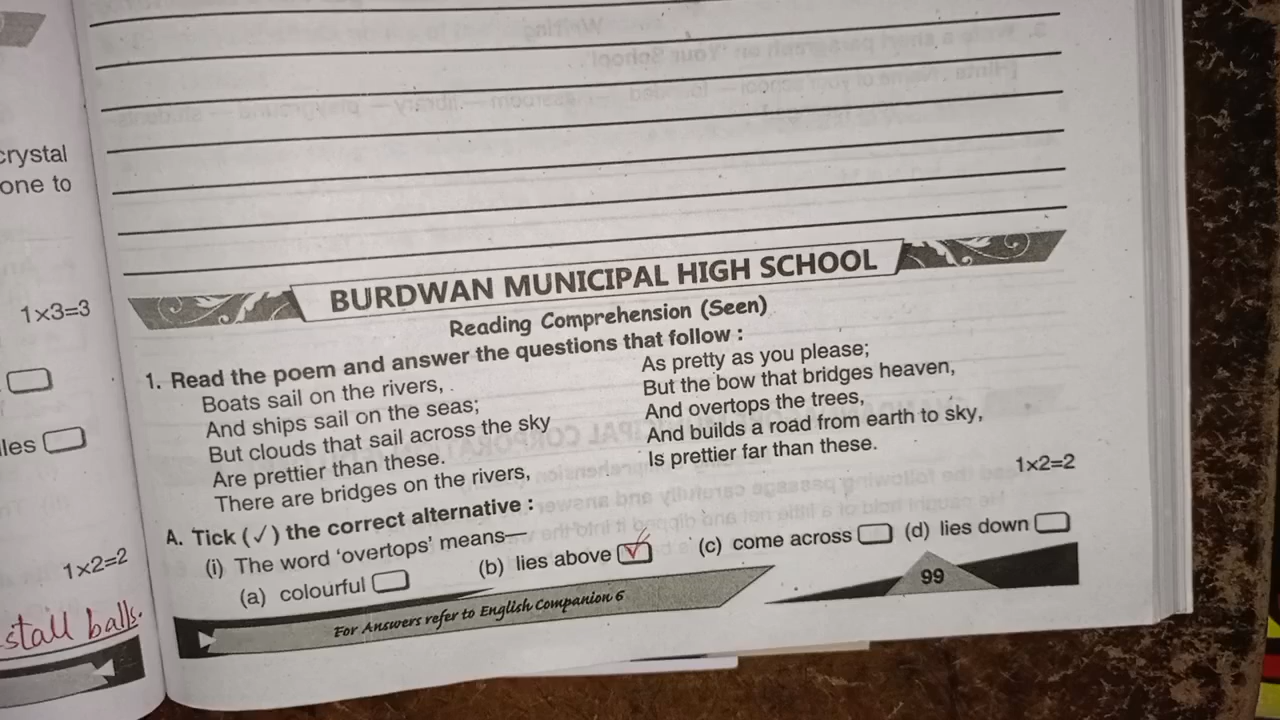 crystal
one to
1×3=3
les
1×2=2
stall balls.
BURDWAN MUNICIPAL HIGH SCHOOL
Reading Comprehension (Seen)
1. Read the poem and answer the questions that follow :
Boats sail on the rivers,
And ships sail on the seas;
But clouds that sail across the sky
Are prettier than these.
There are bridges on the rivers,
As pretty as you please;
But the bow that bridges heaven,
And overtops the trees,
And builds a road from earth to sky,
Is prettier far than these.
A. Tick (✓) the correct alternative : 1×2=2
(i) The word 'overtops' means—
(a) colourful (b) lies above ✓ (c) come across (d) lies down
For Answers refer to English Companion 6
99